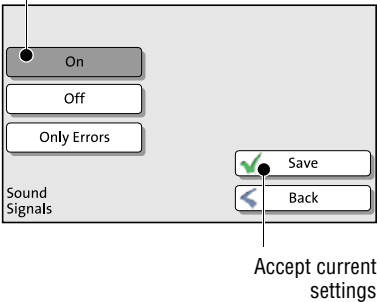 On
Off
Only Errors
Save
Sound
Signals
Back
Accept current
settings